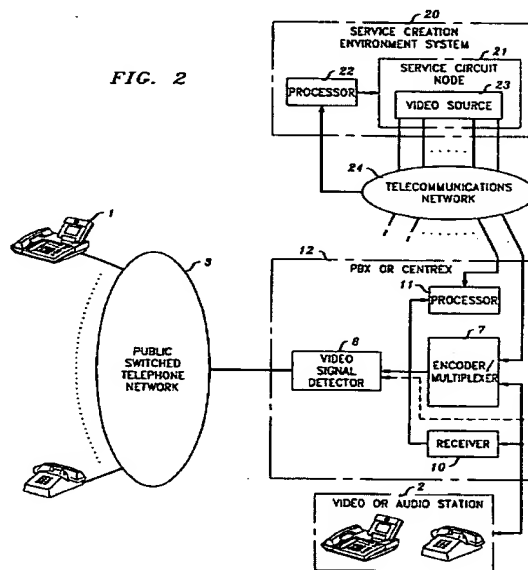 20
SERVICE CREATION
ENVIRONMENT SYSTEM
21
FIG. 2
22
SERVICE CIRCUIT
NODE
23
PROCESSOR
VIDEO SOURCE
24
TELECOMMUNICATIONS
NETWORK
1
3
12
PBX OR CENTREX
11
PROCESSOR
7
6
PUBLIC
SWITCHED
TELEPHONE
NETWORK
VIDEO
SIGNAL
DETECTOR
ENCODER/
MULTIPLEXER
RECEIVER
10
2
VIDEO OR AUDIO STATION